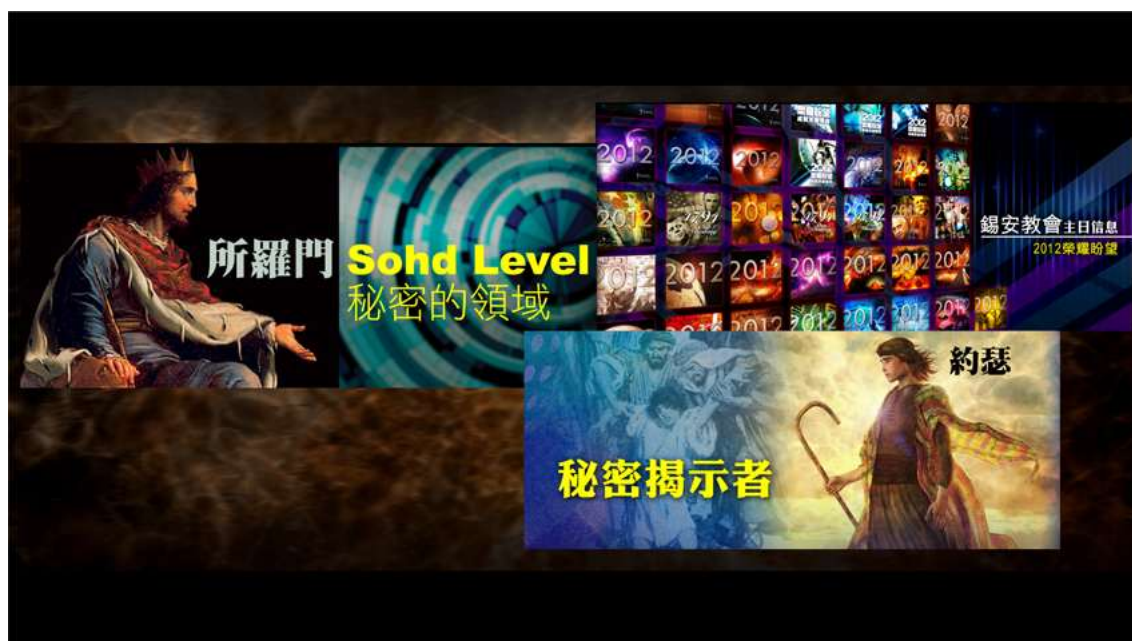 所羅門
Sohd Level
秘密的領域
錫安教會主日信息
2012榮耀盼望
約瑟
秘密揭示者